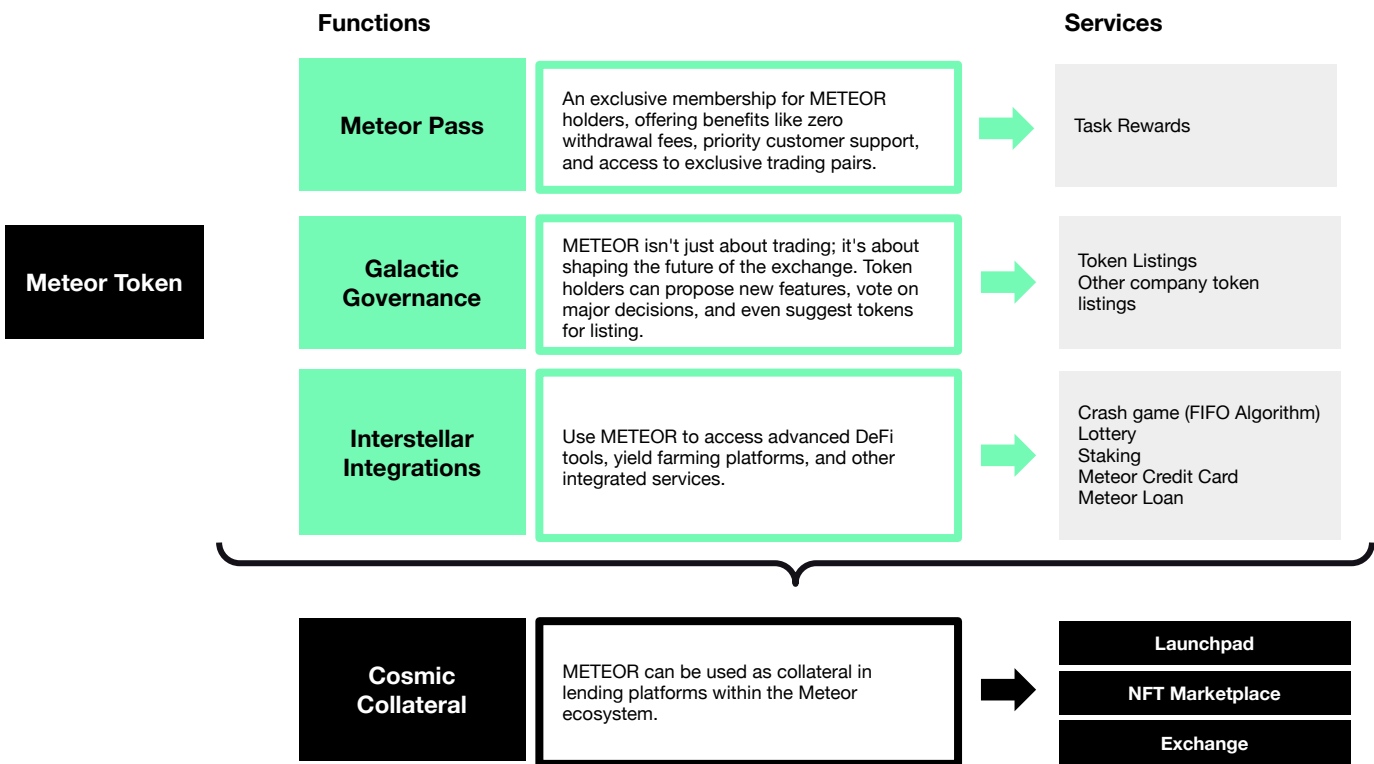 Functions
Services
Meteor Pass
An exclusive membership for METEOR
holders, offering benefits like zero
withdrawal fees, priority customer support,
and access to exclusive trading pairs.
Task Rewards
Meteor Token
Galactic
Governance
METEOR isn't just about trading; it's about
shaping the future of the exchange. Token
holders can propose new features, vote on
major decisions, and even suggest tokens
for listing.
Token Listings
Other company token
listings
Interstellar
Integrations
Use METEOR to access advanced DeFi
tools, yield farming platforms, and other
integrated services.
Crash game (FIFO Algorithm)
Lottery
Staking
Meteor Credit Card
Meteor Loan
Cosmic
Collateral
METEOR can be used as collateral in
lending platforms within the Meteor
ecosystem.
Launchpad
NFT Marketplace
Exchange